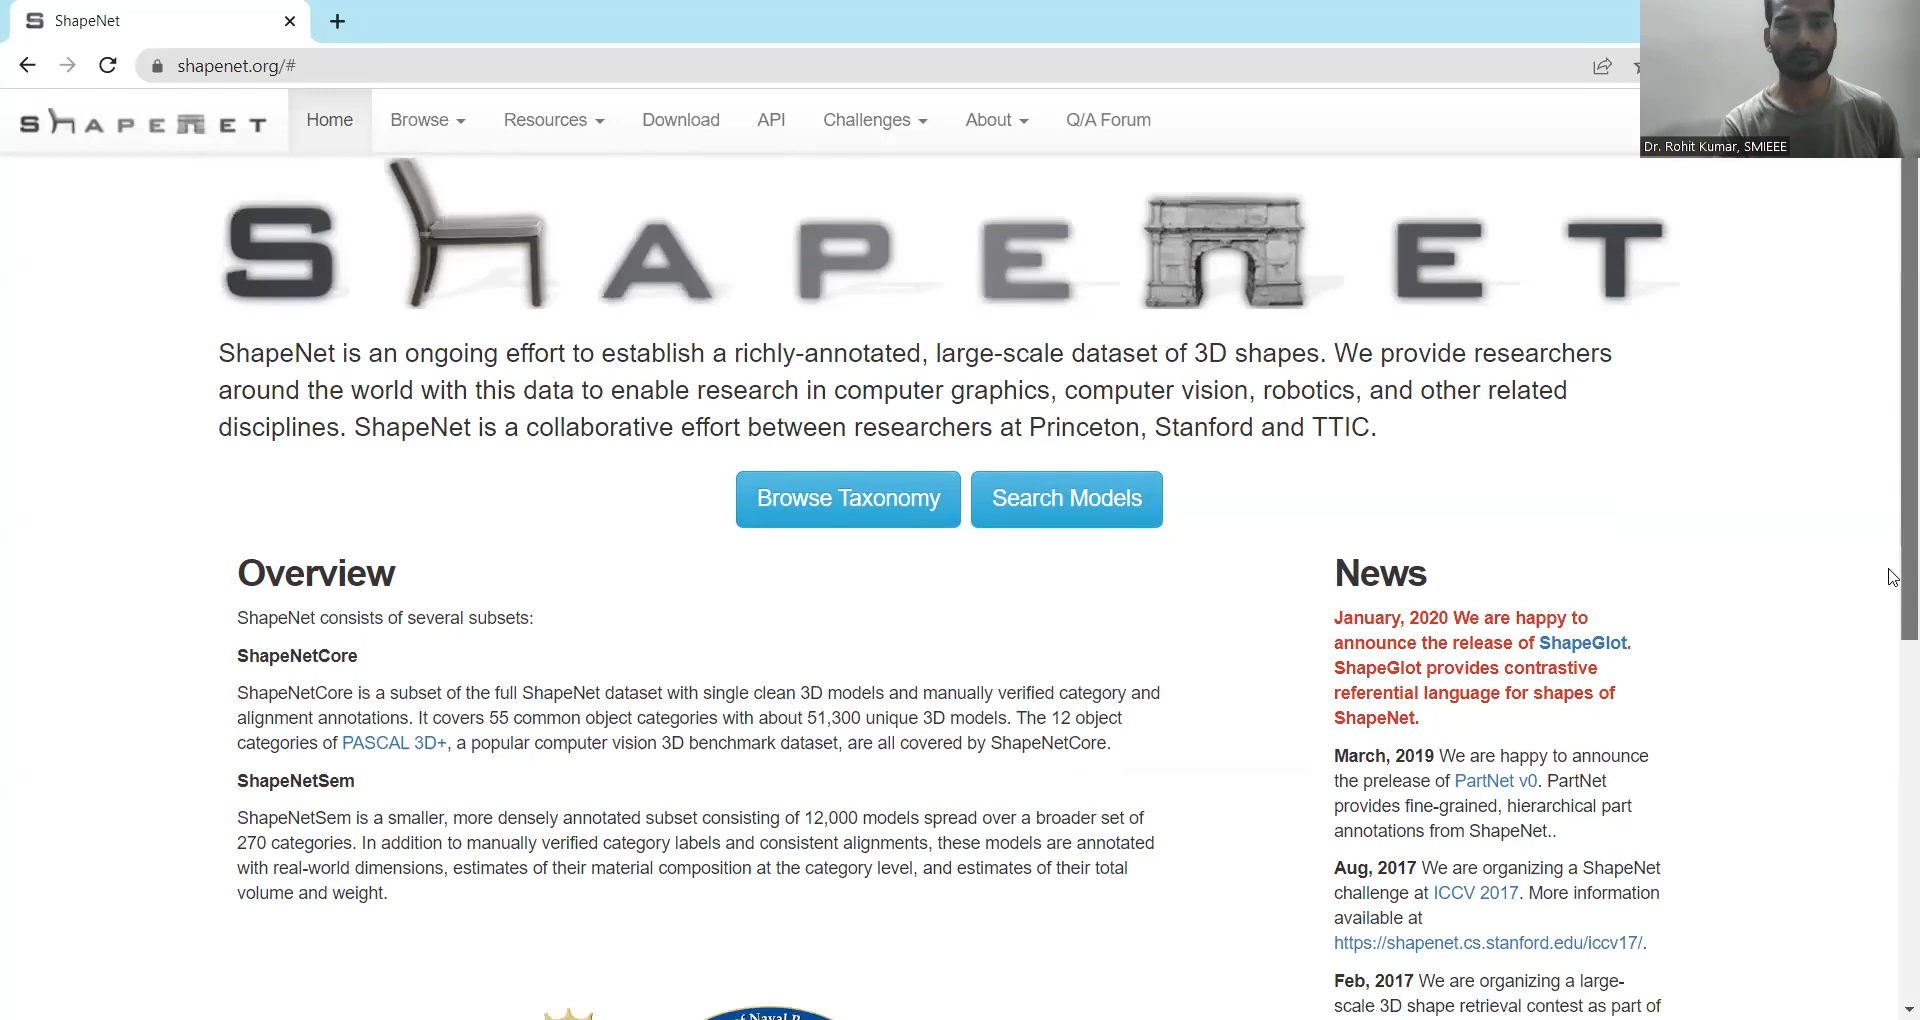 ShapeNet
shapenet.org/#
SHAPENET Home Browse Resources Download API Challenges About Q/A Forum
Dr. Rohit Kumar, SMIEEE
SHAPENET
ShapeNet is an ongoing effort to establish a richly-annotated, large-scale dataset of 3D shapes. We provide researchers
around the world with this data to enable research in computer graphics, computer vision, robotics, and other related
disciplines. ShapeNet is a collaborative effort between researchers at Princeton, Stanford and TTIC.
Browse Taxonomy Search Models
Overview
ShapeNet consists of several subsets:
ShapeNetCore
ShapeNetCore is a subset of the full ShapeNet dataset with single clean 3D models and manually verified category and
alignment annotations. It covers 55 common object categories with about 51,300 unique 3D models. The 12 object
categories of PASCAL 3D+, a popular computer vision 3D benchmark dataset, are all covered by ShapeNetCore.
ShapeNetSem
ShapeNetSem is a smaller, more densely annotated subset consisting of 12,000 models spread over a broader set of
270 categories. In addition to manually verified category labels and consistent alignments, these models are annotated
with real-world dimensions, estimates of their material composition at the category level, and estimates of their total
volume and weight.
of Naval
News
January, 2020 We are happy to
announce the release of ShapeGlot.
ShapeGlot provides contrastive
referential language for shapes of
ShapeNet.
March, 2019 We are happy to announce
the prelease of PartNet v0. PartNet
provides fine-grained, hierarchical part
annotations from ShapeNet..
Aug, 2017 We are organizing a ShapeNet
challenge at ICCV 2017. More information
available at
https://shapenet.cs.stanford.edu/iccv17/.
Feb, 2017 We are organizing a large-
scale 3D shape retrieval contest as part of